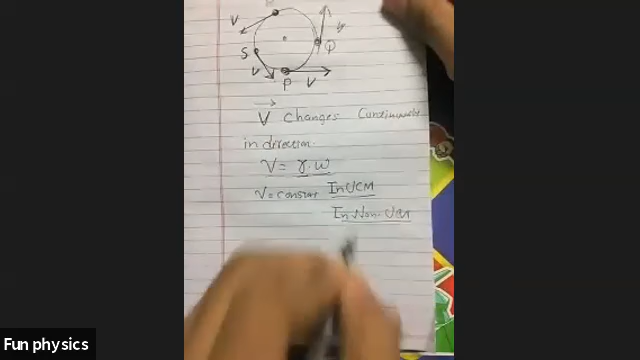 R
V
V
S
Q
V
P
V
V changes Continuously
in direction.
V = r.ω
V = constant In UCM
In Non-UCM
Fun physics